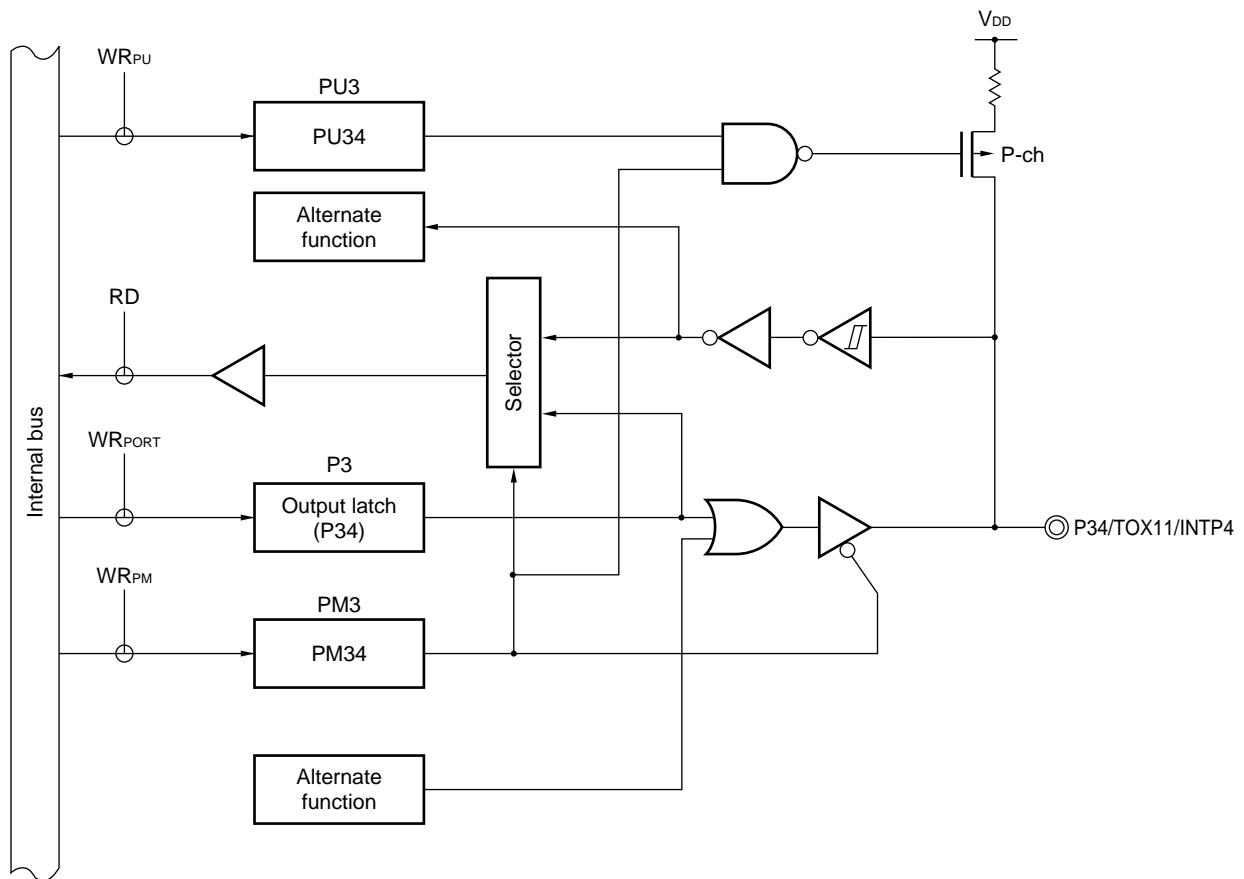 VDD
WRPU
PU3
PU34
P-ch
Alternate
function
RD
Selector
Internal bus
WRPORT
P3
Output latch
(P34)
P34/TOX11/INTP4
WRPM
PM3
PM34
Alternate
function